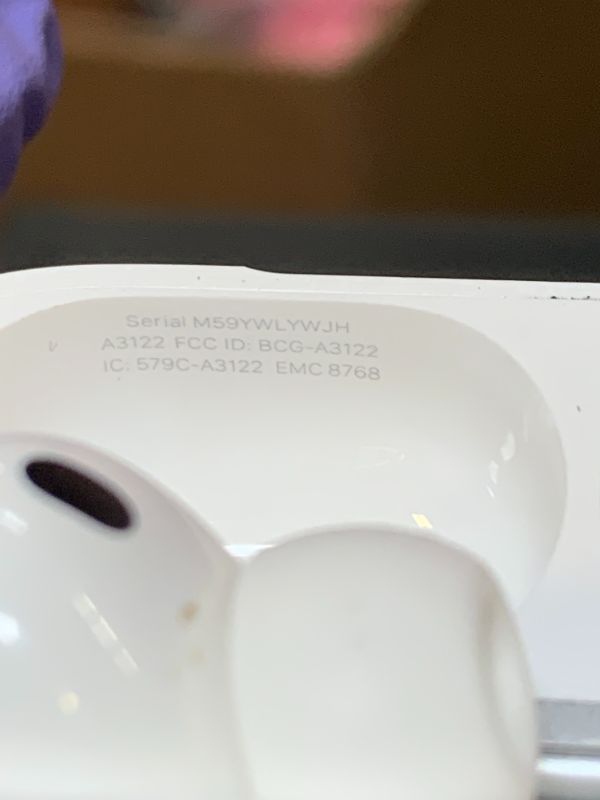 Serial M59YWLYWJH
A3122 FCC ID: BCG-A3122
IC: 579C-A3122 EMC 8768